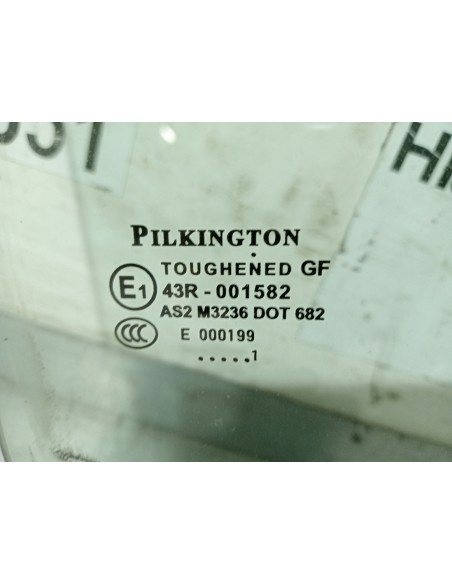 PILKINGTON
TOUGHENED GF
E1 43R - 001582
AS2 M3236 DOT 682
CCC E 000199
.....1